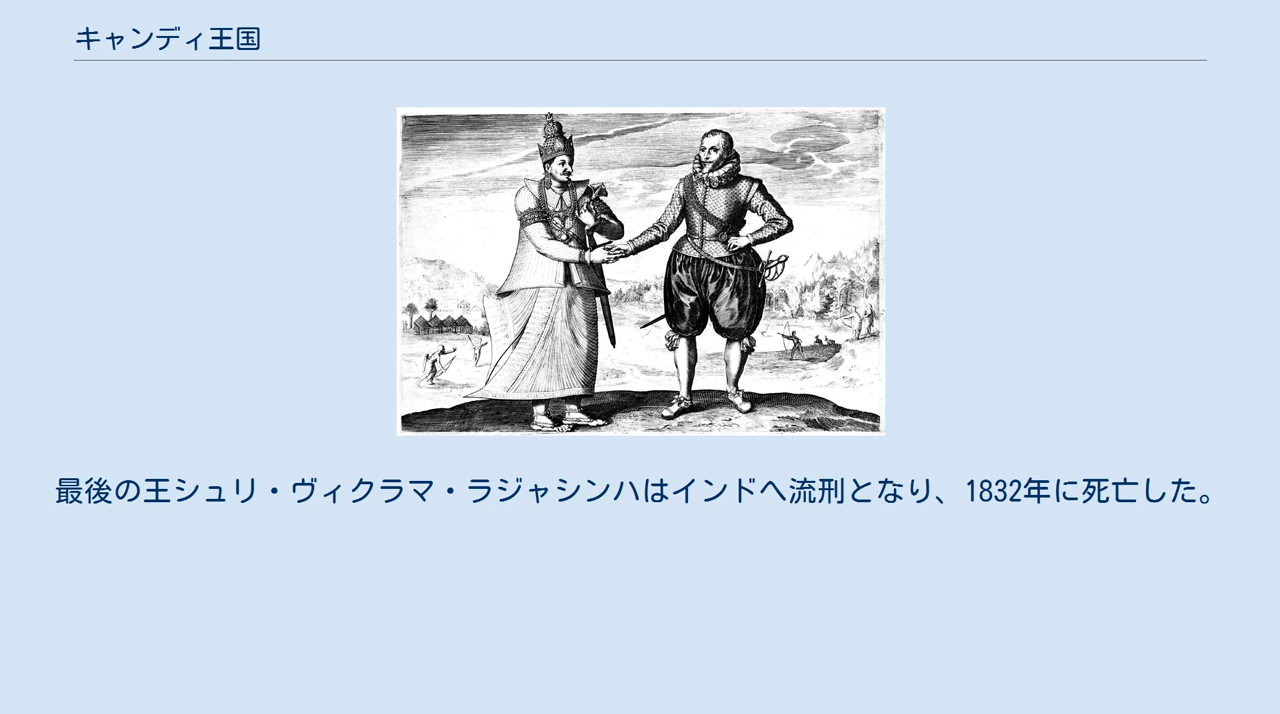 キャンディ王国
最後の王シュリ・ヴィクラマ・ラジャシンハはインドへ流刑となり、1832年に死亡した。